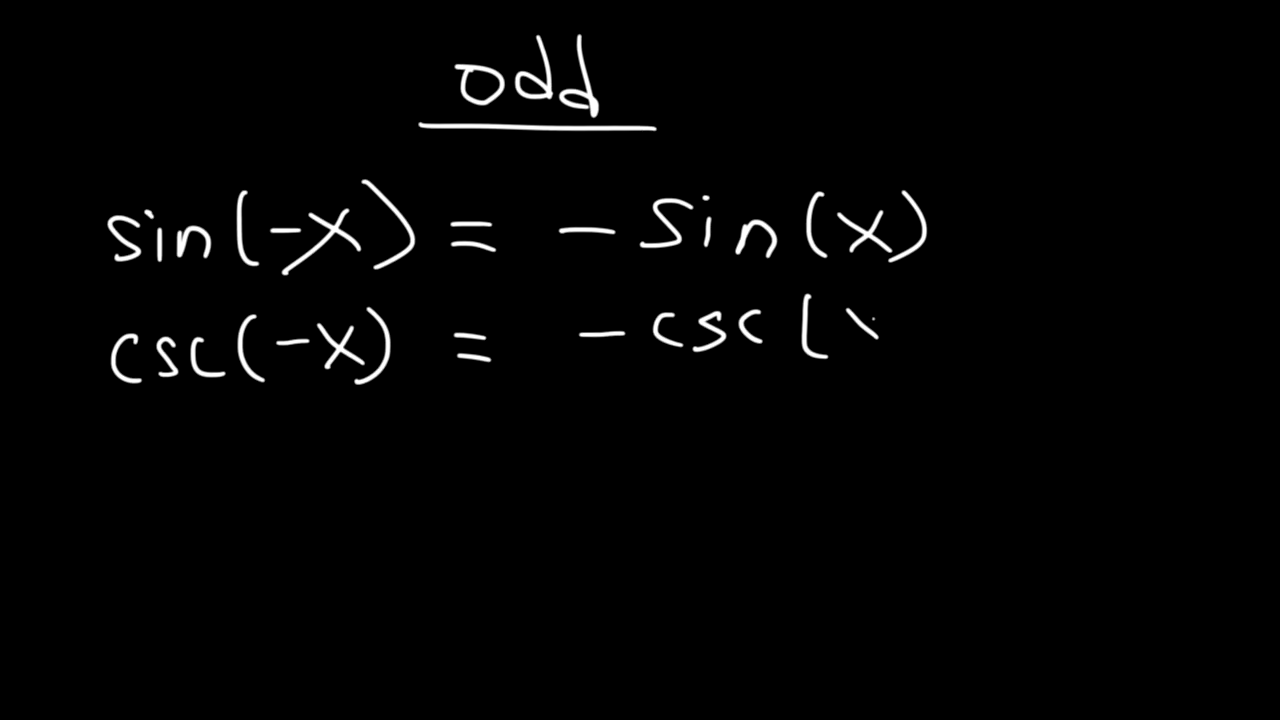 odd
sin(-x) = -sin(x)
csc(-x) = -csc(